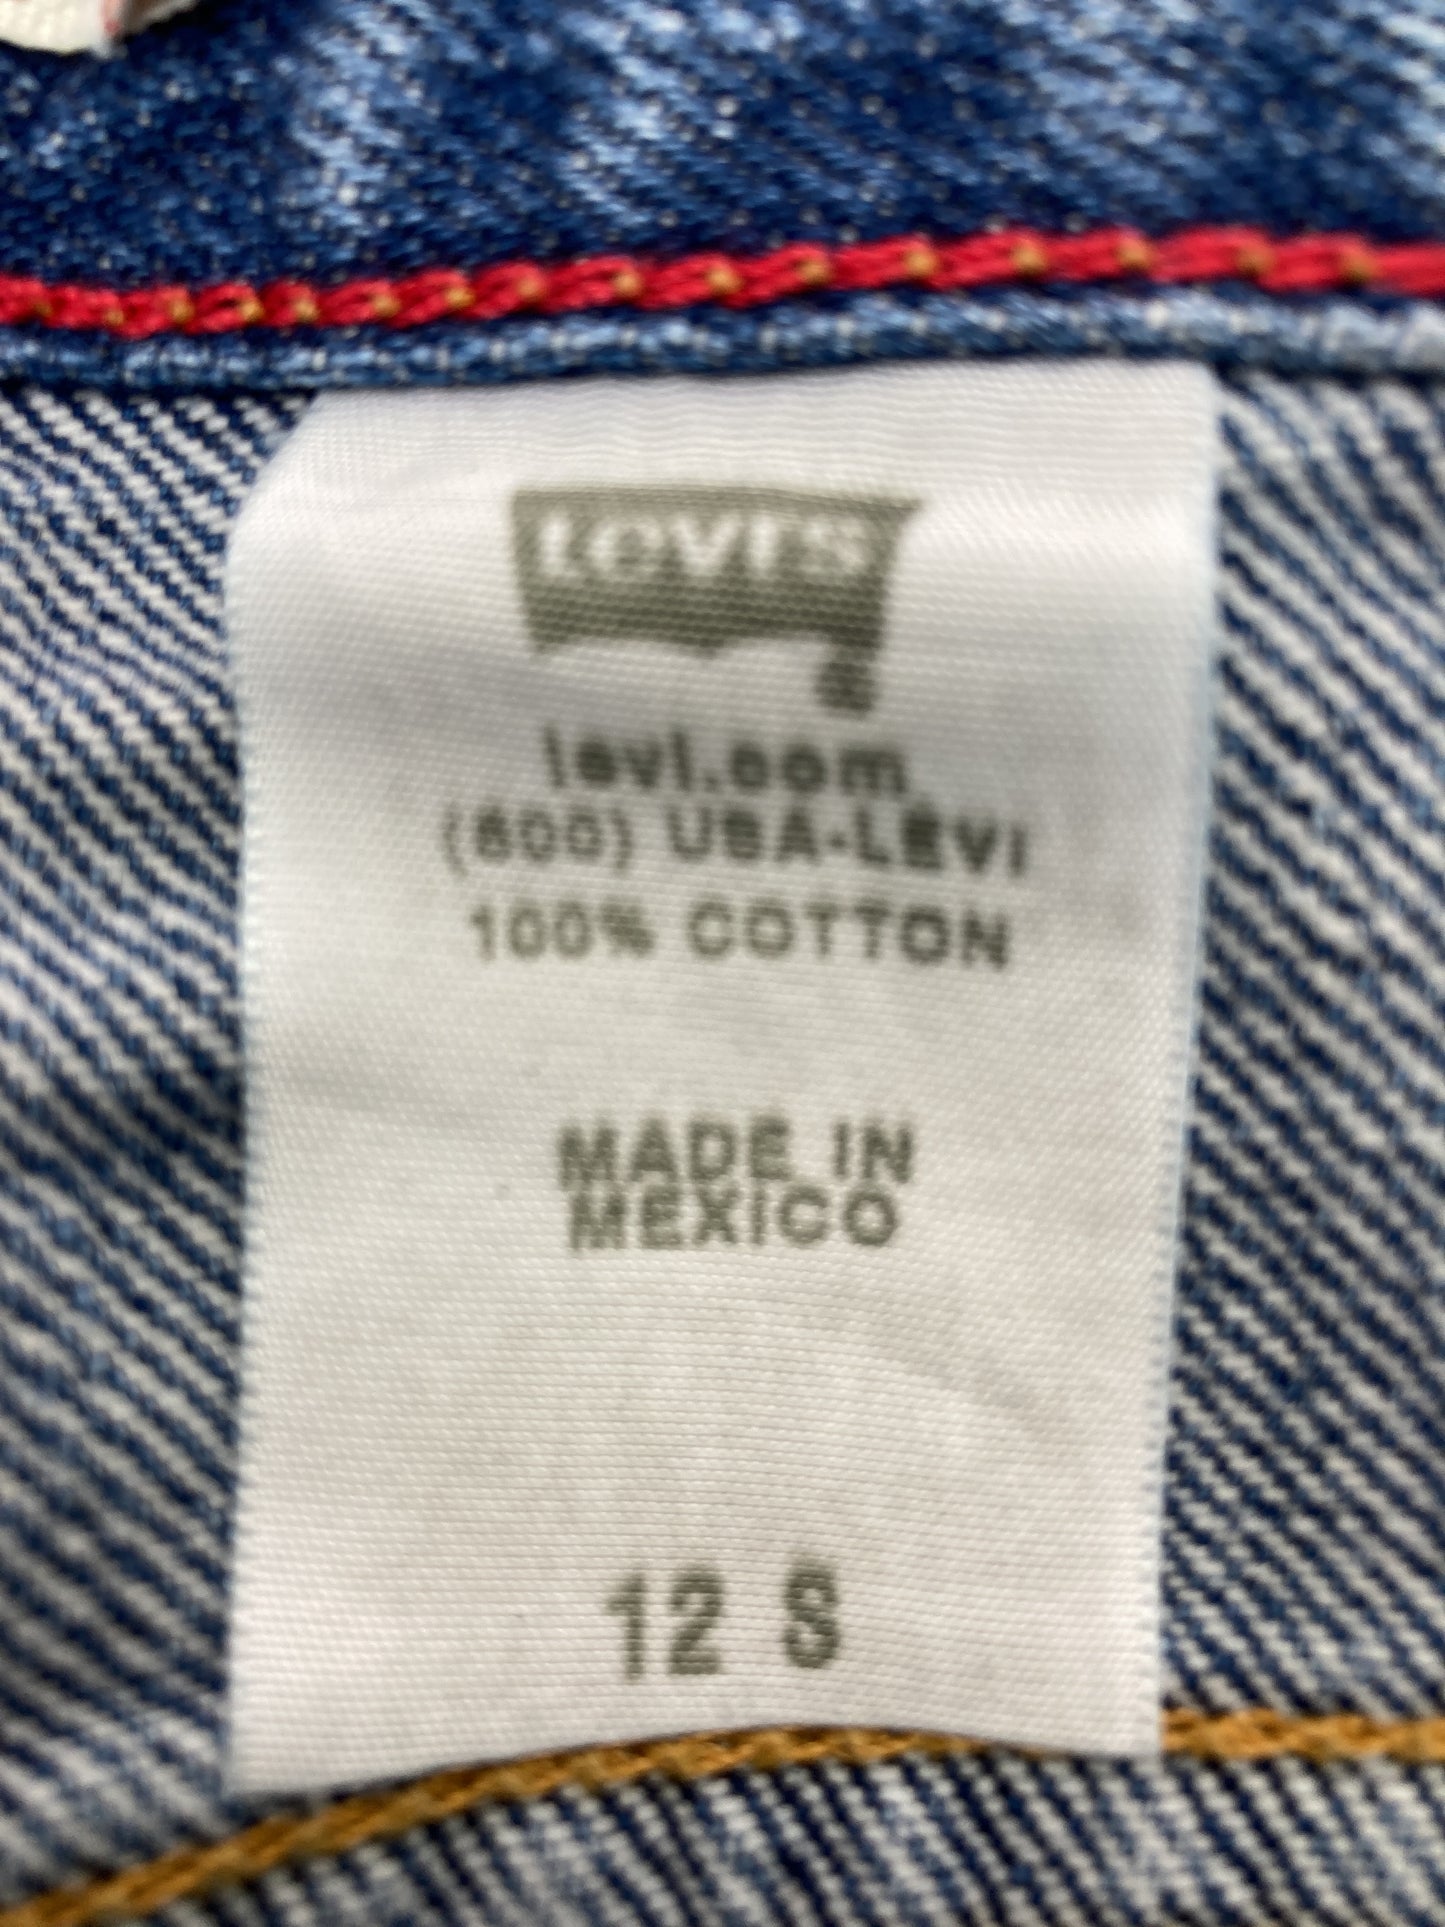 Levi's
®
levi.com
(800) USA-LEVI
100% COTTON
MADE IN
MEXICO
12 S